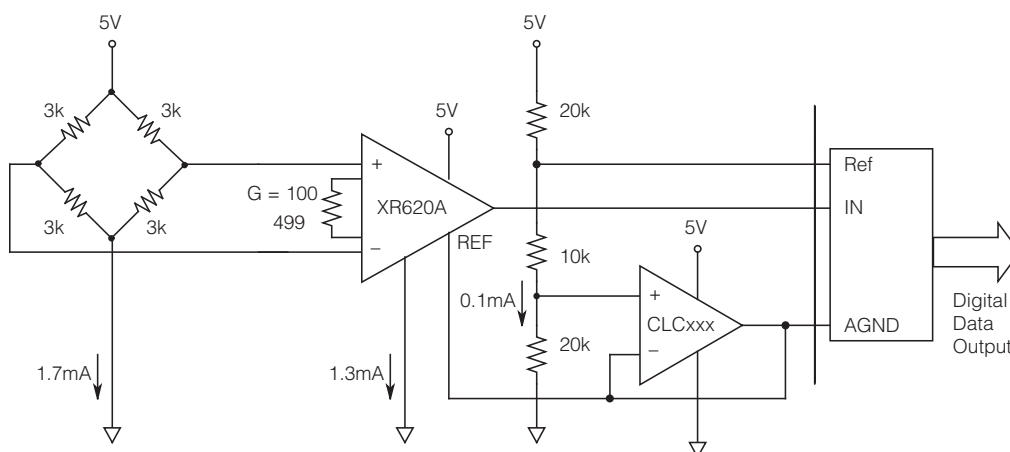 5V
3k
3k
3k
3k
1.7mA
G = 100
499
+
−
5V
XR620A
REF
1.3mA
5V
20k
10k
0.1mA
20k
5V
+
−
CLCxxx
Ref
IN
AGND
Digital
Data
Output